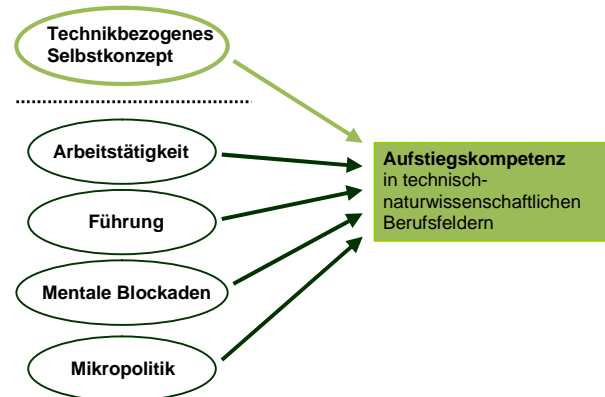 Technikbezogenes
Selbstkonzept
Arbeitstätigkeit
Führung
Mentale Blockaden
Mikropolitik
Aufstiegskompetenz
in technisch-
naturwissenschaftlichen
Berufsfeldern